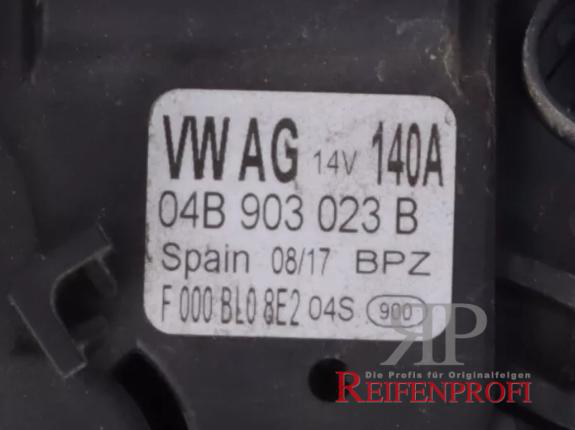 VW AG 14V 140A
04B 903 023 B
Spain 08/17 BPZ
F 000 BL0 8E2 04S 900
RP
Die Profis für Originalfelgen
REIFENPROFI